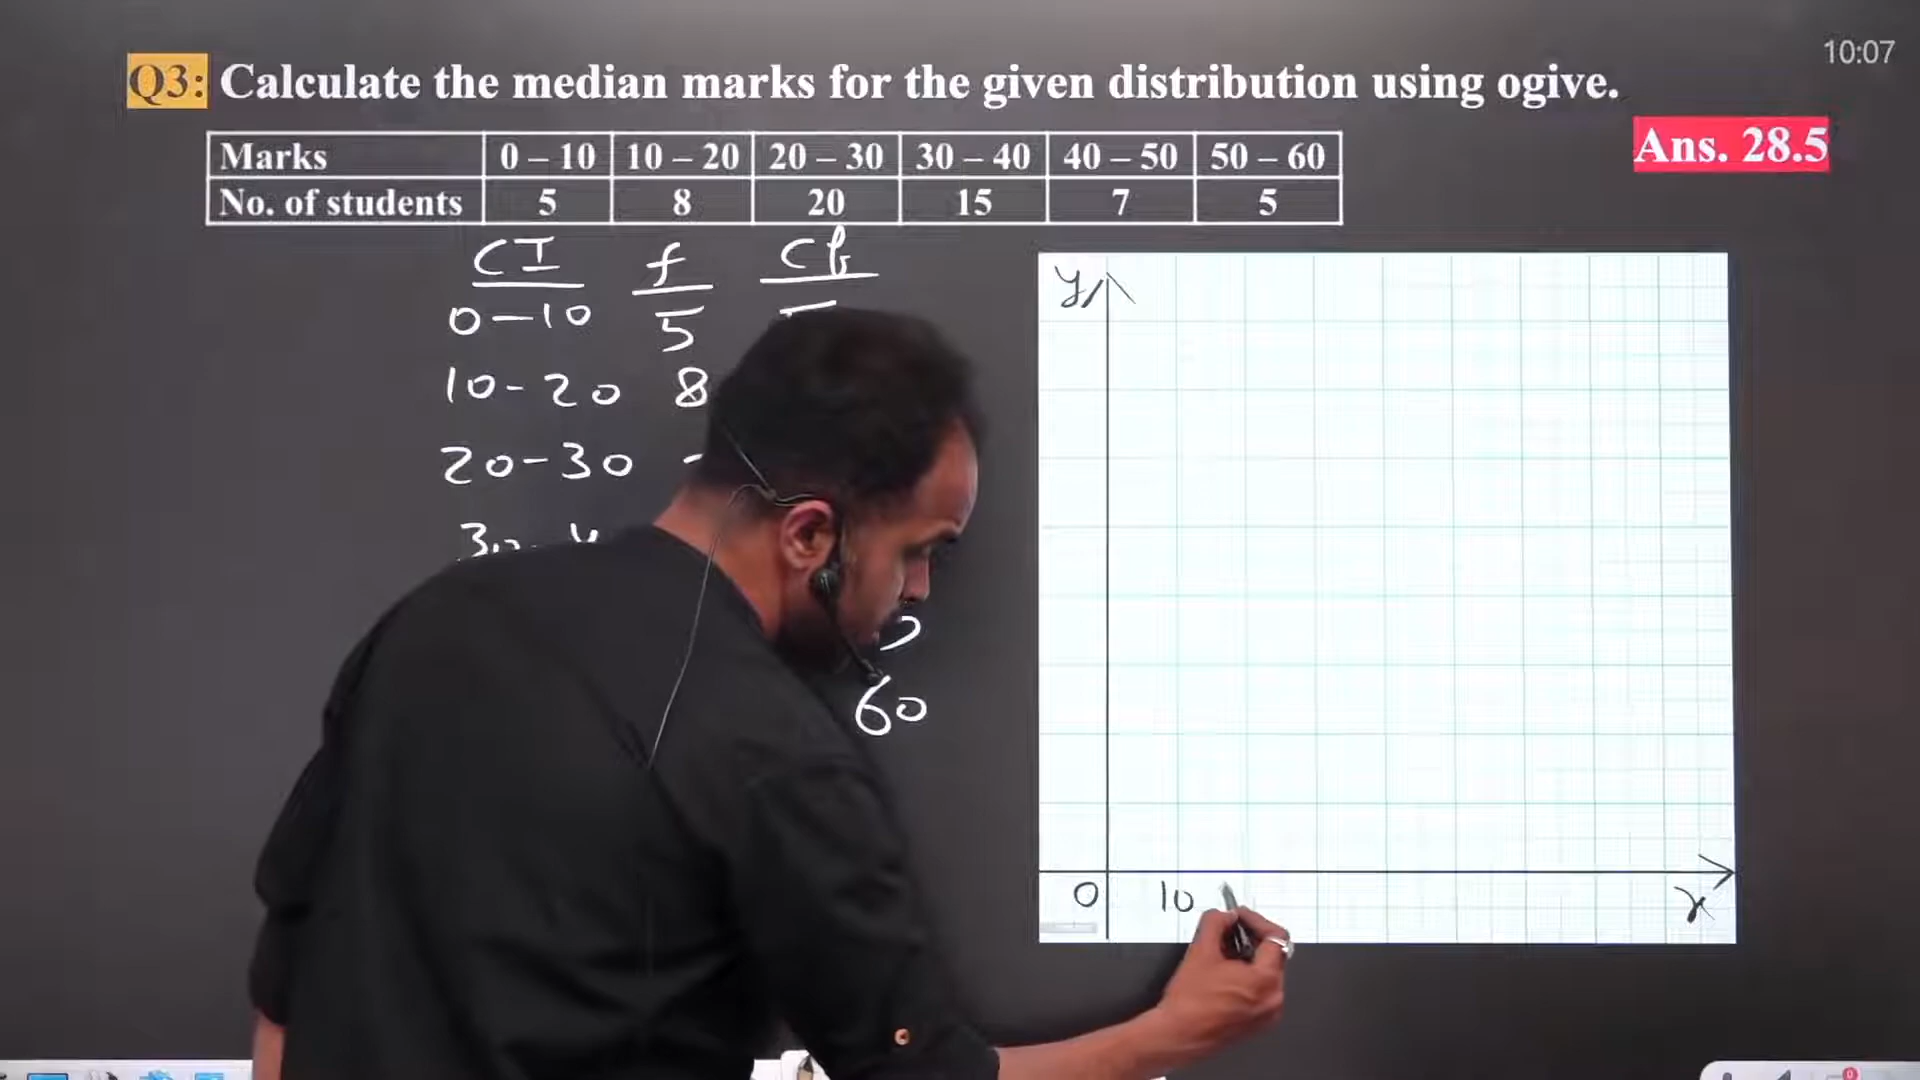 10:07
Q3: Calculate the median marks for the given distribution using ogive.
Ans. 28.5
Marks 0 – 10 10 – 20 20 – 30 30 – 40 40 – 50 50 – 60
No. of students 5 8 20 15 7 5
CI f cf
0-10 5
10-20 8
20-30
60
y
0 10 x